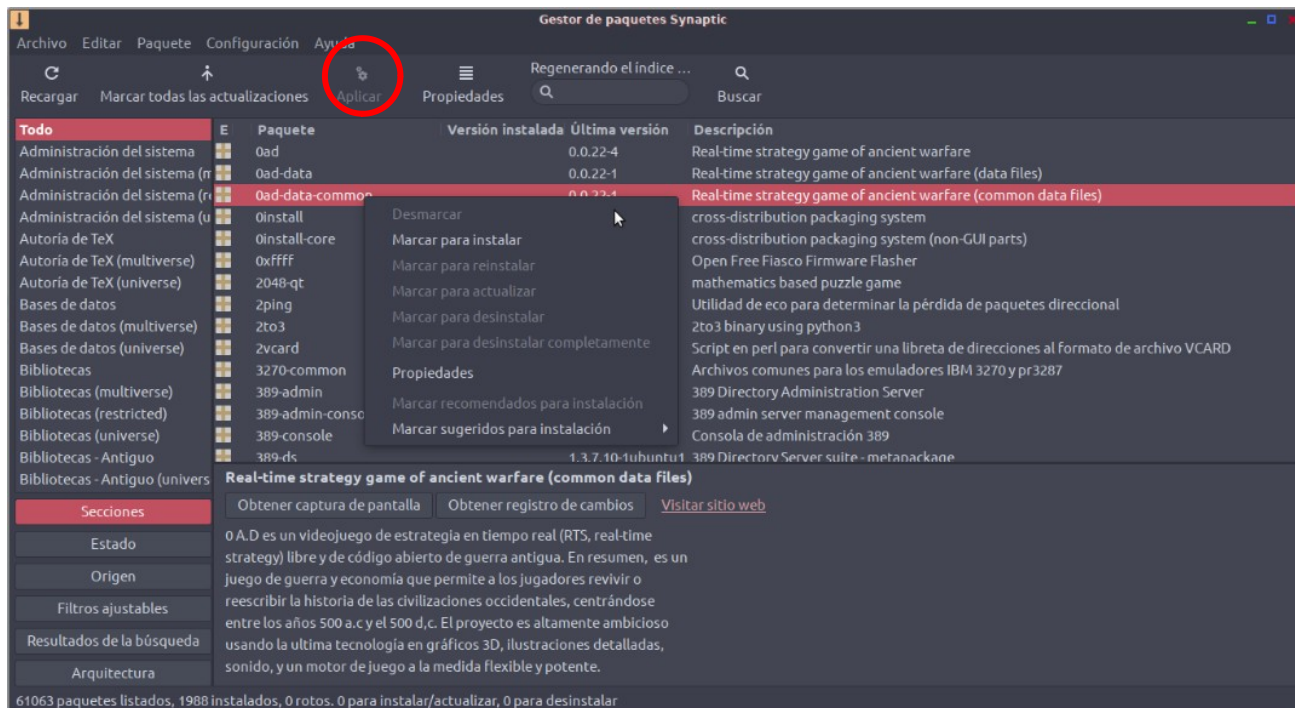 Gestor de paquetes Synaptic
Archivo Editar Paquete Configuración Ayuda
Recargar Marcar todas las actualizaciones Aplicar Propiedades Regenerando el índice ... Buscar
Todo
Administración del sistema
Administración del sistema (m
Administración del sistema (re
Administración del sistema (u
Autoría de TeX
Autoría de TeX (multiverse)
Autoría de TeX (universe)
Bases de datos
Bases de datos (multiverse)
Bases de datos (universe)
Bibliotecas
Bibliotecas (multiverse)
Bibliotecas (restricted)
Bibliotecas (universe)
Bibliotecas - Antiguo
Bibliotecas - Antiguo (univers
Secciones
Estado
Origen
Filtros ajustables
Resultados de la búsqueda
Arquitectura
E Paquete Versión instalada Última versión Descripción
0ad 0.0.22-4 Real-time strategy game of ancient warfare
0ad-data 0.0.22-1 Real-time strategy game of ancient warfare (data files)
0ad-data-common 0.0.22-1 Real-time strategy game of ancient warfare (common data files)
0install cross-distribution packaging system
0install-core cross-distribution packaging system (non-GUI parts)
0xffff Open Free Fiasco Firmware Flasher
2048-qt mathematics based puzzle game
2ping Utilidad de eco para determinar la pérdida de paquetes direccional
2to3 2to3 binary using python3
2vcard Script en perl para convertir una libreta de direcciones al formato de archivo VCARD
3270-common Archivos comunes para los emuladores IBM 3270 y pr3287
389-admin 389 Directory Administration Server
389-admin-conso 389 admin server management console
389-console Consola de administración 389
389-ds 1.3.7.10-1ubuntu1 389 Directory Server suite - metapackage
Desmarcar
Marcar para instalar
Marcar para reinstalar
Marcar para actualizar
Marcar para desinstalar
Marcar para desinstalar completamente
Propiedades
Marcar recomendados para instalación
Marcar sugeridos para instalación
Real-time strategy game of ancient warfare (common data files)
Obtener captura de pantalla Obtener registro de cambios Visitar sitio web
0 A.D es un videojuego de estrategia en tiempo real (RTS, real-time
strategy) libre y de código abierto de guerra antigua. En resumen, es un
juego de guerra y economía que permite a los jugadores revivir o
reescribir la historia de las civilizaciones occidentales, centrándose
entre los años 500 a.c y el 500 d,c. El proyecto es altamente ambicioso
usando la ultima tecnología en gráficos 3D, ilustraciones detalladas,
sonido, y un motor de juego a la medida flexible y potente.
61063 paquetes listados, 1988 instalados, 0 rotos. 0 para instalar/actualizar, 0 para desinstalar